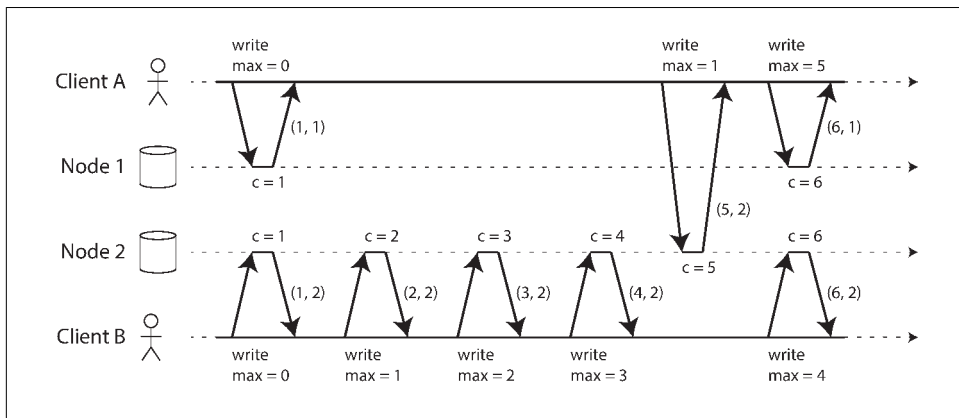 write
max = 0
write
max = 1
write
max = 5
Client A
(1, 1)
(6, 1)
Node 1
c = 1
c = 6
(5, 2)
c = 1
c = 2
c = 3
c = 4
c = 6
Node 2
c = 5
(1, 2)
(2, 2)
(3, 2)
(4, 2)
(6, 2)
Client B
write
max = 0
write
max = 1
write
max = 2
write
max = 3
write
max = 4